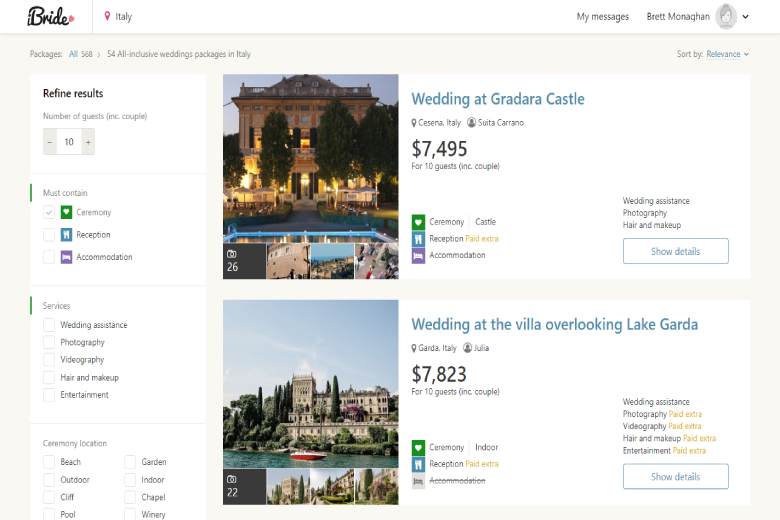 iBride
Italy
My messages
Brett Monaghan
Packages: All 568 > 54 All-inclusive weddings packages in Italy
Sort by: Relevance
Refine results
Number of guests (inc. couple)
− 10 +
Must contain
Ceremony
Reception
Accommodation
Services
Wedding assistance
Photography
Videography
Hair and makeup
Entertainment
Ceremony location
Beach Garden
Outdoor Indoor
Cliff Chapel
Pool Winery
26
Wedding at Gradara Castle
Cesena, Italy Suita Carrano
$7,495
For 10 guests (inc. couple)
Ceremony Castle
Reception Paid extra
Accommodation
Wedding assistance
Photography
Hair and makeup
Show details
22
Wedding at the villa overlooking Lake Garda
Garda, Italy Julia
$7,823
For 10 guests (inc. couple)
Ceremony Indoor
Reception Paid extra
Accommodation
Wedding assistance
Photography Paid extra
Videography Paid extra
Hair and makeup Paid extra
Entertainment Paid extra
Show details